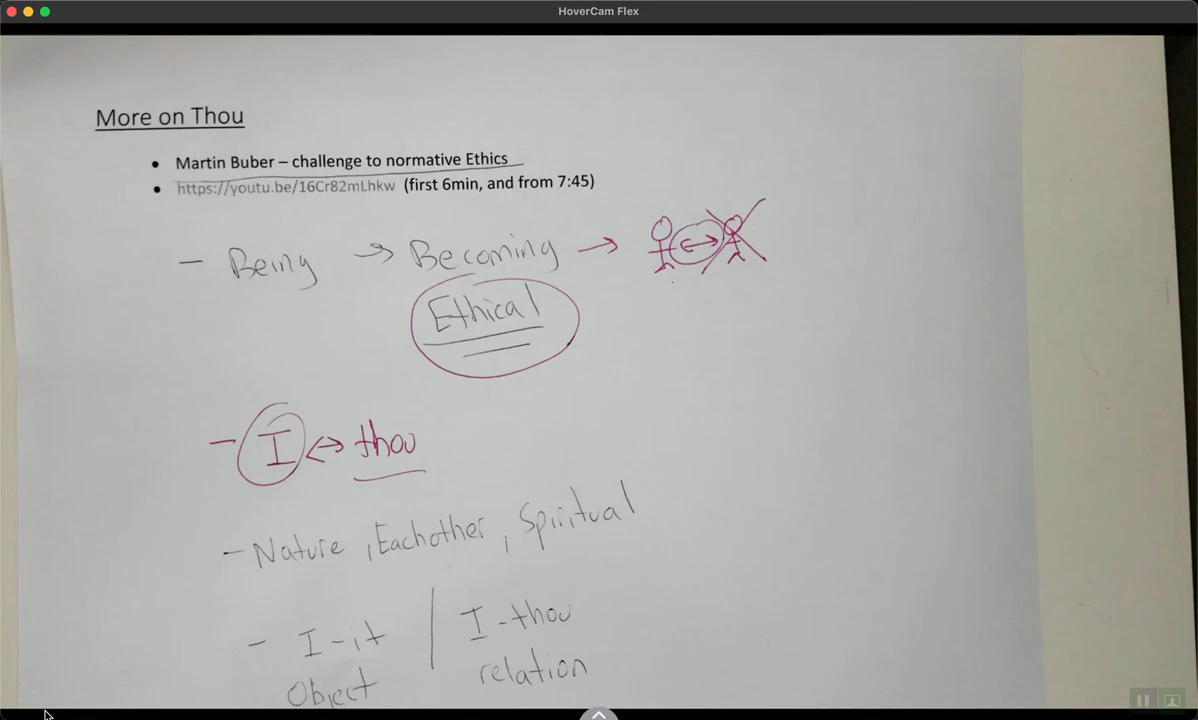 HoverCam Flex
More on Thou
• Martin Buber – challenge to normative Ethics
• https://youtu.be/16Cr82mLhkw (first 6min, and from 7:45)
– Being → Becoming →
Ethical
– I ↔ thou
– Nature, Eachother, Spiritual
– I-it | I-thou
Object relation